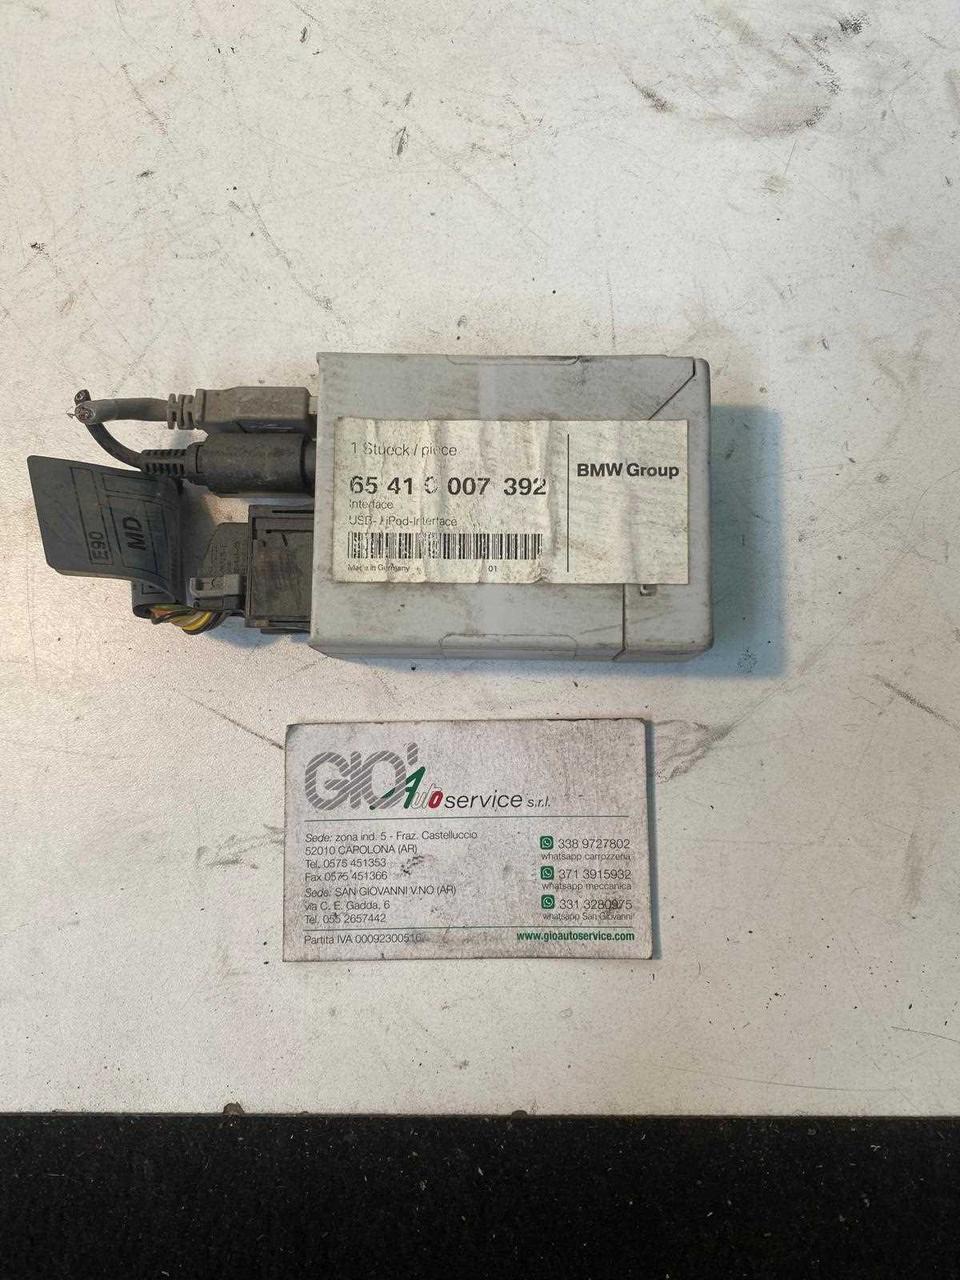 1 Stueck / piece
65 41 0 007 392
Interface
USB- / iPod-Interface
Made in Germany 01
BMW Group
E90
MD
GIO' Auto service s.r.l.
Sede: zona ind. 5 - Fraz. Castelluccio
52010 CAPOLONA (AR)
Tel. 0575 451353
Fax 0575 451366
Sede: SAN GIOVANNI V.NO (AR)
via C. E. Gadda, 6
Tel. 055 2657442
Partita IVA 00092300516
338 9727802
whatsapp carrozzeria
371 3915932
whatsapp meccanica
331 3280975
whatsapp San Giovanni
www.gioautoservice.com